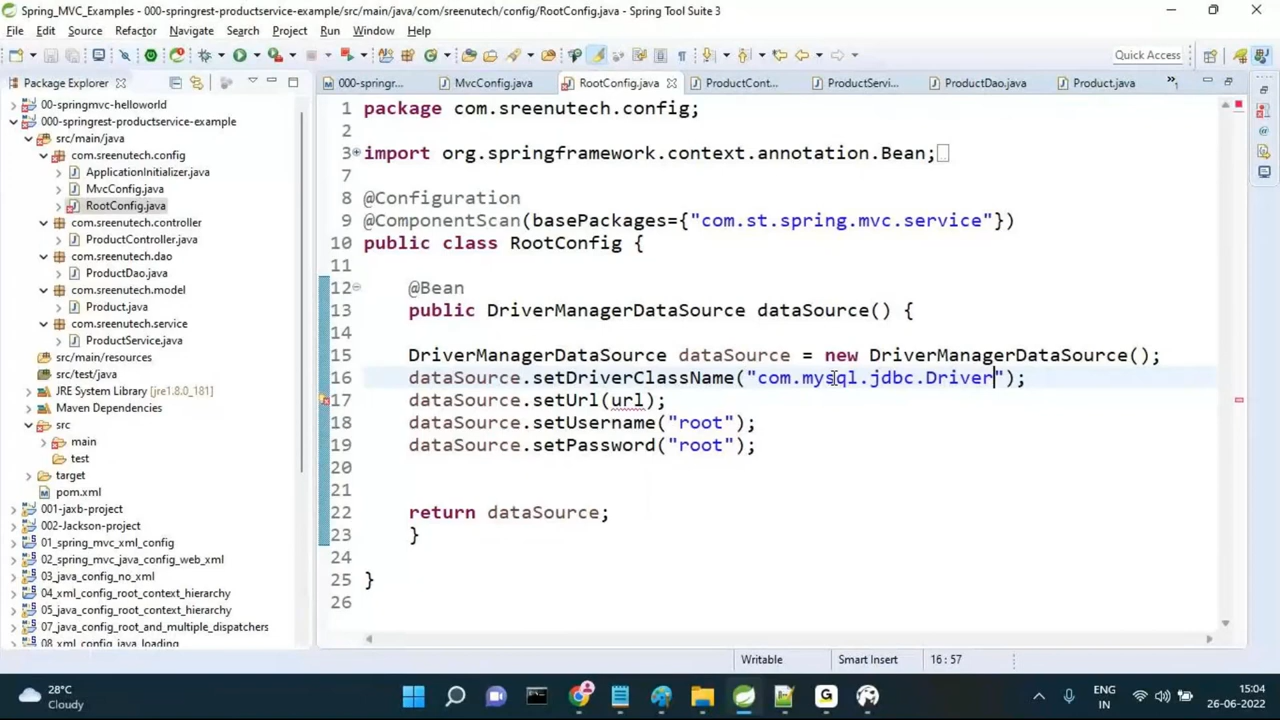 Spring_MVC_Examples - 000-springrest-productservice-example/src/main/java/com/sreenutech/config/RootConfig.java - Spring Tool Suite 3
File Edit Source Refactor Navigate Search Project Run Window Help
Quick Access
Package Explorer
000-springr... MvcConfig.java RootConfig.java ProductCont... ProductServi... ProductDao.java Product.java »1
00-springmvc-helloworld
000-springrest-productservice-example
src/main/java
com.sreenutech.config
ApplicationInitializer.java
MvcConfig.java
RootConfig.java
com.sreenutech.controller
ProductController.java
com.sreenutech.dao
ProductDao.java
com.sreenutech.model
Product.java
com.sreenutech.service
ProductService.java
src/main/resources
src/test/java
JRE System Library [Java 1.8.0_181]
Maven Dependencies
src
main
test
target
pom.xml
001-jaxb-project
002-Jackson-project
01_spring_mvc_xml_config
02_spring_mvc_java_config_web_xml
03_java_config_no_xml
04_xml_config_root_context_hierarchy
05_java_config_root_context_hierarchy
07_java_config_root_and_multiple_dispatchers
08_xml_config_java_loading
1 package com.sreenutech.config;
2
3 import org.springframework.context.annotation.Bean;
7
8 @Configuration
9 @ComponentScan(basePackages={"com.st.spring.mvc.service"})
10 public class RootConfig {
11
12 @Bean
13 public DriverManagerDataSource dataSource() {
14
15 DriverManagerDataSource dataSource = new DriverManagerDataSource();
16 dataSource.setDriverClassName("com.mysql.jdbc.Driver");
17 dataSource.setUrl(url);
18 dataSource.setUsername("root");
19 dataSource.setPassword("root");
20
21
22 return dataSource;
23 }
24
25 }
26
Writable Smart Insert 16 : 57
28°C
Cloudy
ENG
IN
15:04
26-06-2022